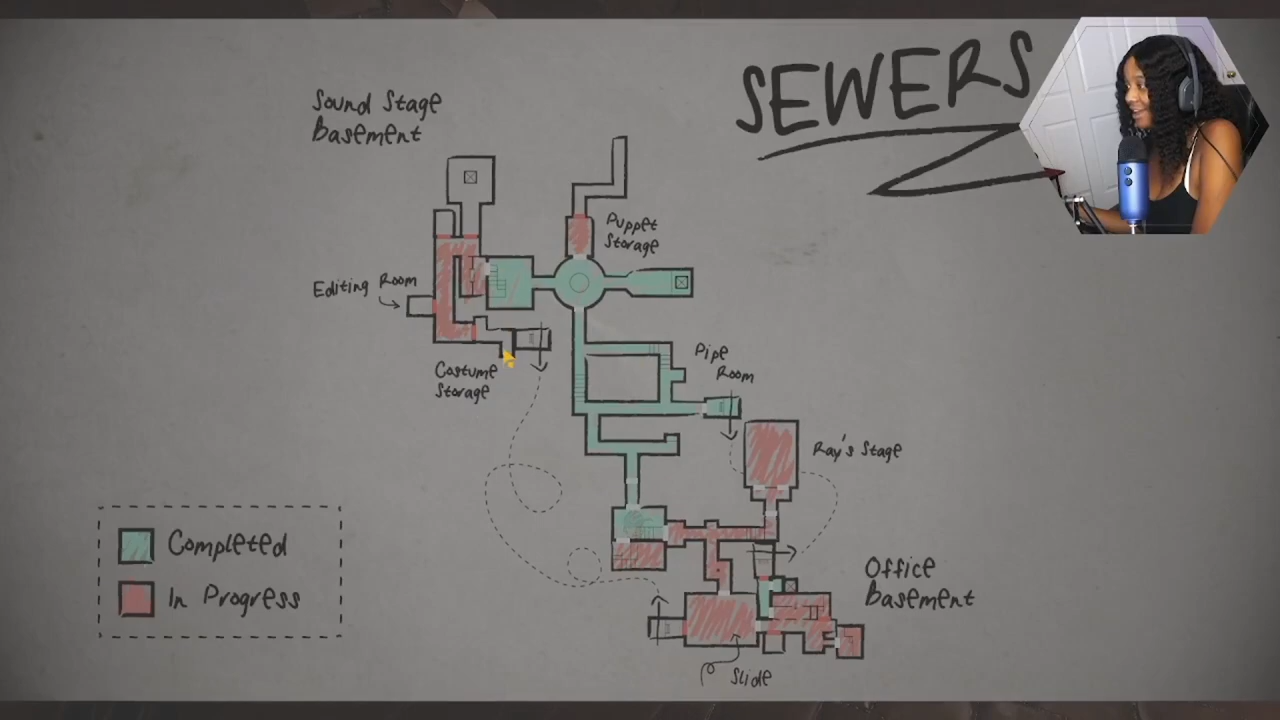 SEWERS
Sound Stage
Basement
Puppet
Storage
Editing Room
Pipe
Room
Costume
Storage
Ray's Stage
Completed
In Progress
Office
Basement
Slide